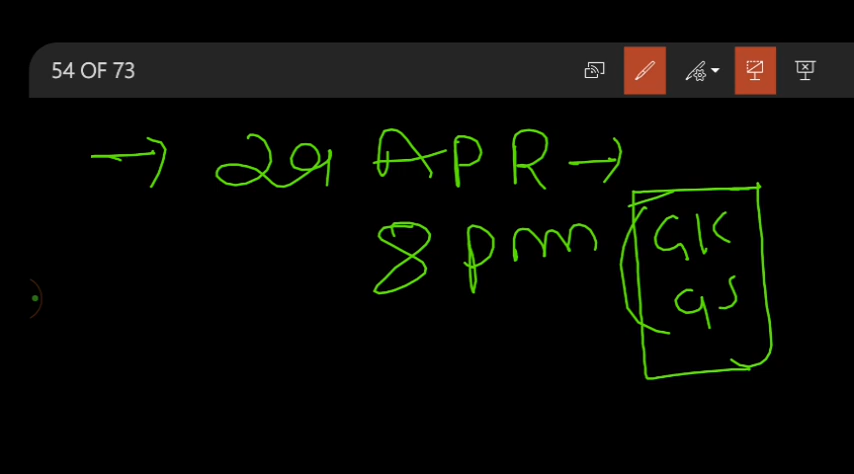 54 OF 73
→ 29 APR →
8 pm
GK
GS